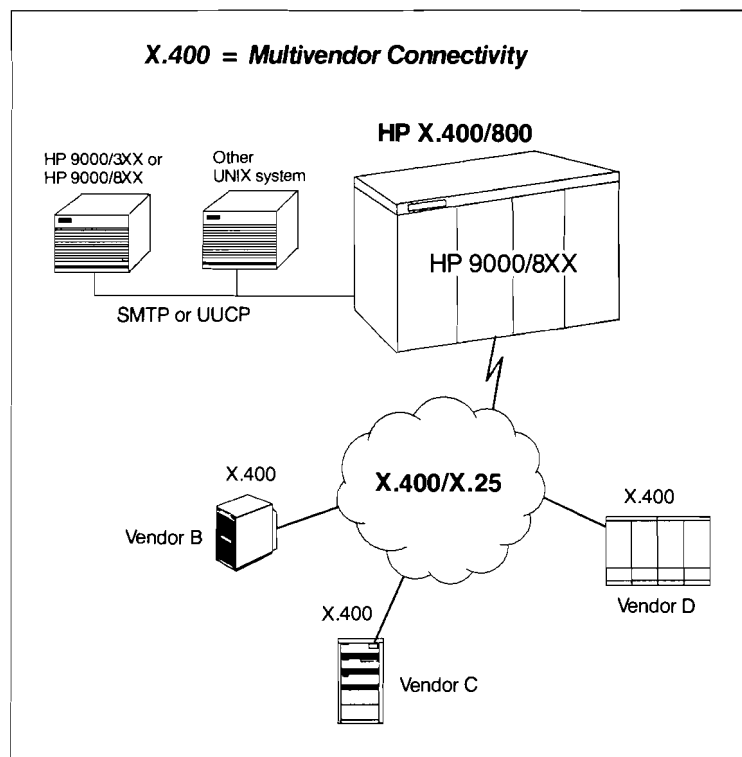 X.400 = Multivendor Connectivity
HP X.400/800
HP 9000/3XX or
HP 9000/8XX
Other
UNIX system
HP 9000/8XX
SMTP or UUCP
X.400/X.25
X.400
Vendor B
X.400
Vendor D
X.400
Vendor C